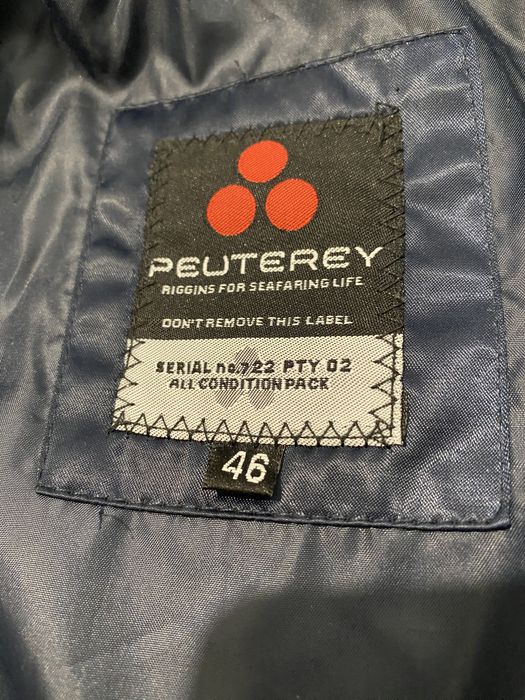 PEUTEREY
RIGGINS FOR SEAFARING LIFE
DON'T REMOVE THIS LABEL
SERIAL no.722 PTY 02
ALL CONDITION PACK
46